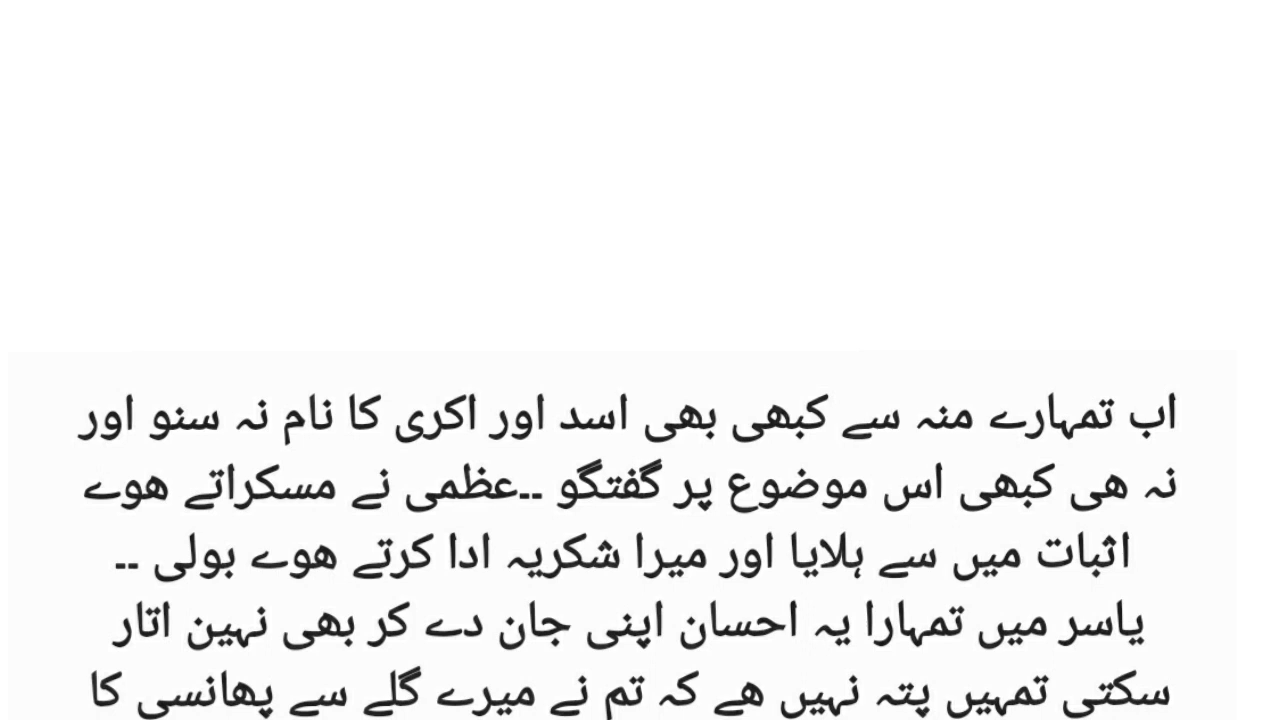 اب تمہارے منہ سے کبھی بھی اسد اور اکری کا نام نہ سنو اور
نہ ھی کبھی اس موضوع پر گفتگو --عظمی نے مسکراتے ھوے
اثبات میں سے ہلایا اور میرا شکریہ ادا کرتے ھوے بولی --
یاسر میں تمہارا یہ احسان اپنی جان دے کر بھی نہین اتار
سکتی تمہیں پتہ نہیں ھے کہ تم نے میرے گلے سے پھانسی کا